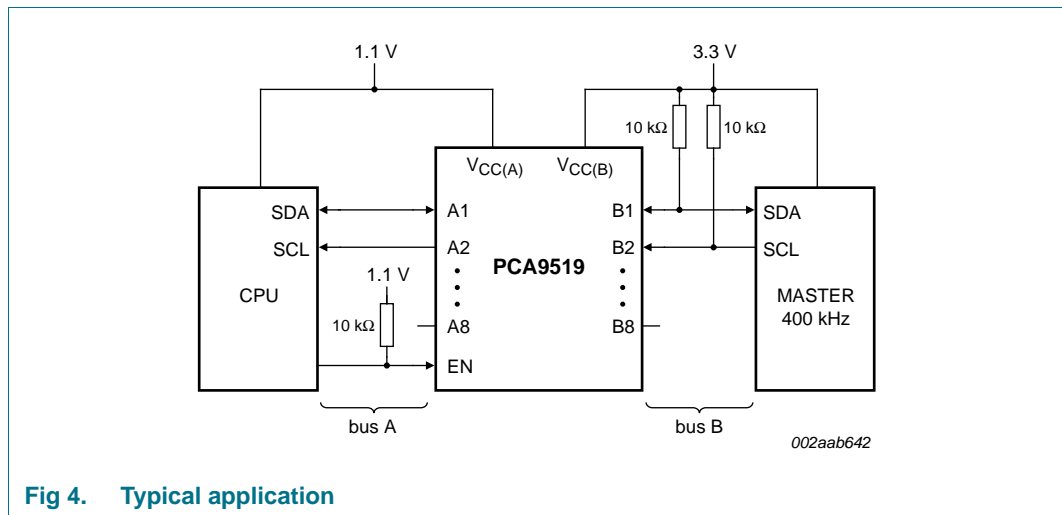 1.1 V
3.3 V
10 kΩ
10 kΩ
VCC(A)
VCC(B)
SDA
A1
B1
SDA
SCL
A2
B2
SCL
PCA9519
1.1 V
CPU
MASTER
400 kHz
10 kΩ
A8
B8
EN
bus A
bus B
002aab642
Fig 4. Typical application